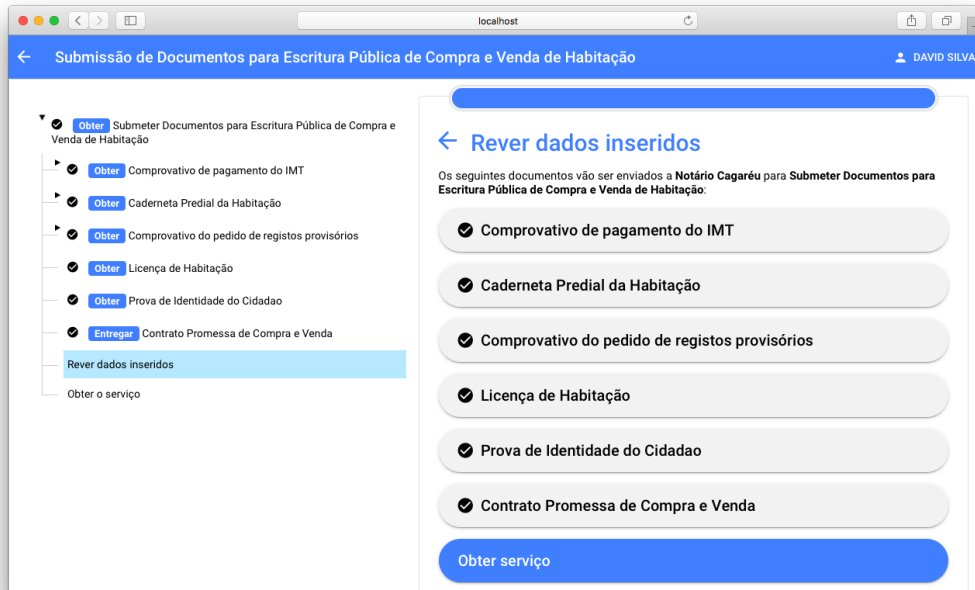 localhost
Submissão de Documentos para Escritura Pública de Compra e Venda de Habitação
DAVID SILVA
Obter Submeter Documentos para Escritura Pública de Compra e
Venda de Habitação
Obter Comprovativo de pagamento do IMT
Obter Caderneta Predial da Habitação
Obter Comprovativo do pedido de registos provisórios
Obter Licença de Habitação
Obter Prova de Identidade do Cidadao
Entregar Contrato Promessa de Compra e Venda
Rever dados inseridos
Obter o serviço
Rever dados inseridos
Os seguintes documentos vão ser enviados a Notário Cagaréu para Submeter Documentos para
Escritura Pública de Compra e Venda de Habitação:
Comprovativo de pagamento do IMT
Caderneta Predial da Habitação
Comprovativo do pedido de registos provisórios
Licença de Habitação
Prova de Identidade do Cidadao
Contrato Promessa de Compra e Venda
Obter serviço